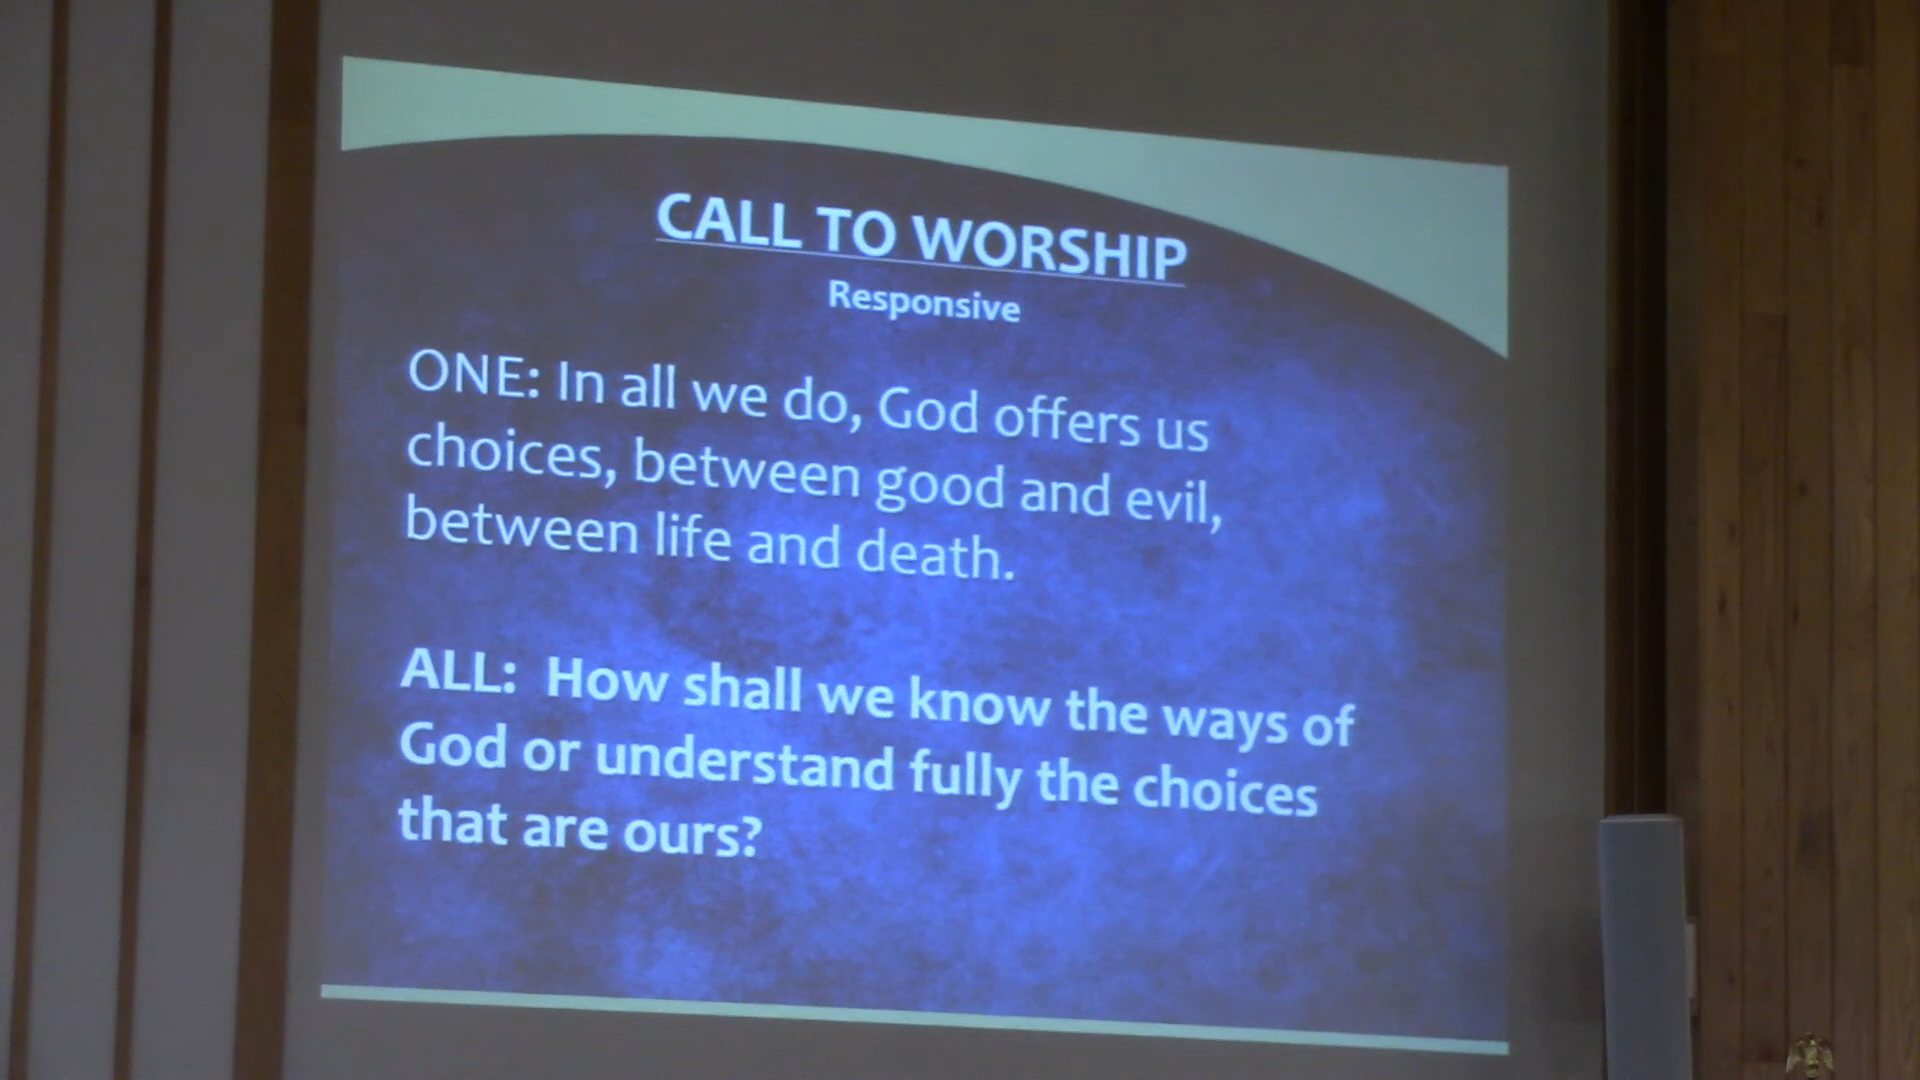 CALL TO WORSHIP
Responsive
ONE: In all we do, God offers us
choices, between good and evil,
between life and death.
ALL: How shall we know the ways of
God or understand fully the choices
that are ours?